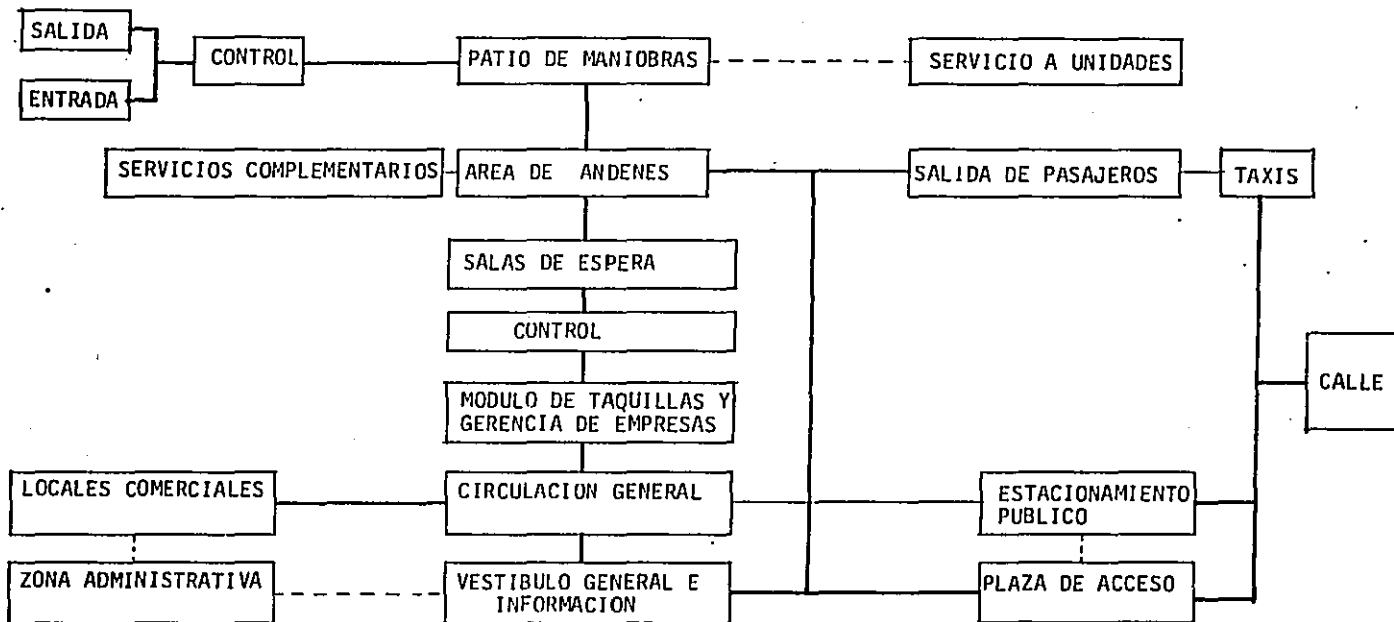 SALIDA
CONTROL
PATIO DE MANIOBRAS
SERVICIO A UNIDADES
ENTRADA
SERVICIOS COMPLEMENTARIOS
AREA DE ANDENES
SALIDA DE PASAJEROS
TAXIS
SALAS DE ESPERA
CONTROL
CALLE
MODULO DE TAQUILLAS Y
GERENCIA DE EMPRESAS
LOCALES COMERCIALES
CIRCULACION GENERAL
ESTACIONAMIENTO
PUBLICO
ZONA ADMINISTRATIVA
VESTIBULO GENERAL E
INFORMACION
PLAZA DE ACCESO